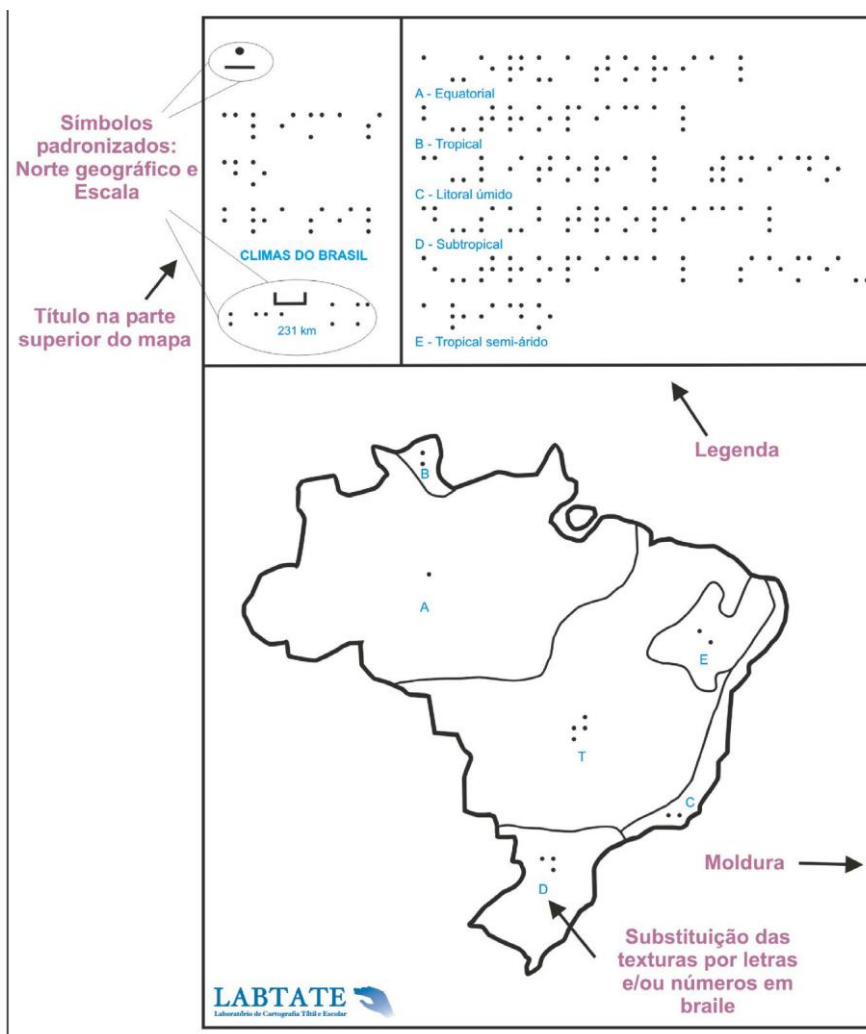 Símbolos
padronizados:
Norte geográfico e
Escala
Título na parte
superior do mapa
CLIMAS DO BRASIL
231 km
A - Equatorial
B - Tropical
C - Litoral úmido
D - Subtropical
E - Tropical semi-árido
Legenda
B
A
E
T
C
D
Moldura
Substituição das
texturas por letras
e/ou números em
braile
LABTATE
Laboratório de Cartografia Tátil e Escolar